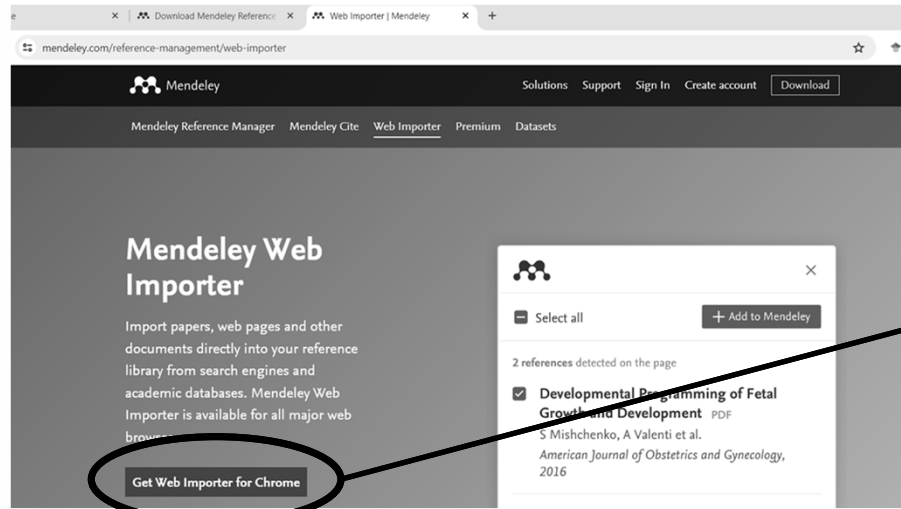 e
Download Mendeley Reference
Web Importer | Mendeley
mendeley.com/reference-management/web-importer
Mendeley
Solutions Support Sign In Create account Download
Mendeley Reference Manager Mendeley Cite Web Importer Premium Datasets
Mendeley Web
Importer
Import papers, web pages and other
documents directly into your reference
library from search engines and
academic databases. Mendeley Web
Importer is available for all major web
Get Web Importer for Chrome
Select all
+ Add to Mendeley
2 references detected on the page
Developmental Programming of Fetal
Growth and Development PDF
S Mishchenko, A Valenti et al.
American Journal of Obstetrics and Gynecology,
2016